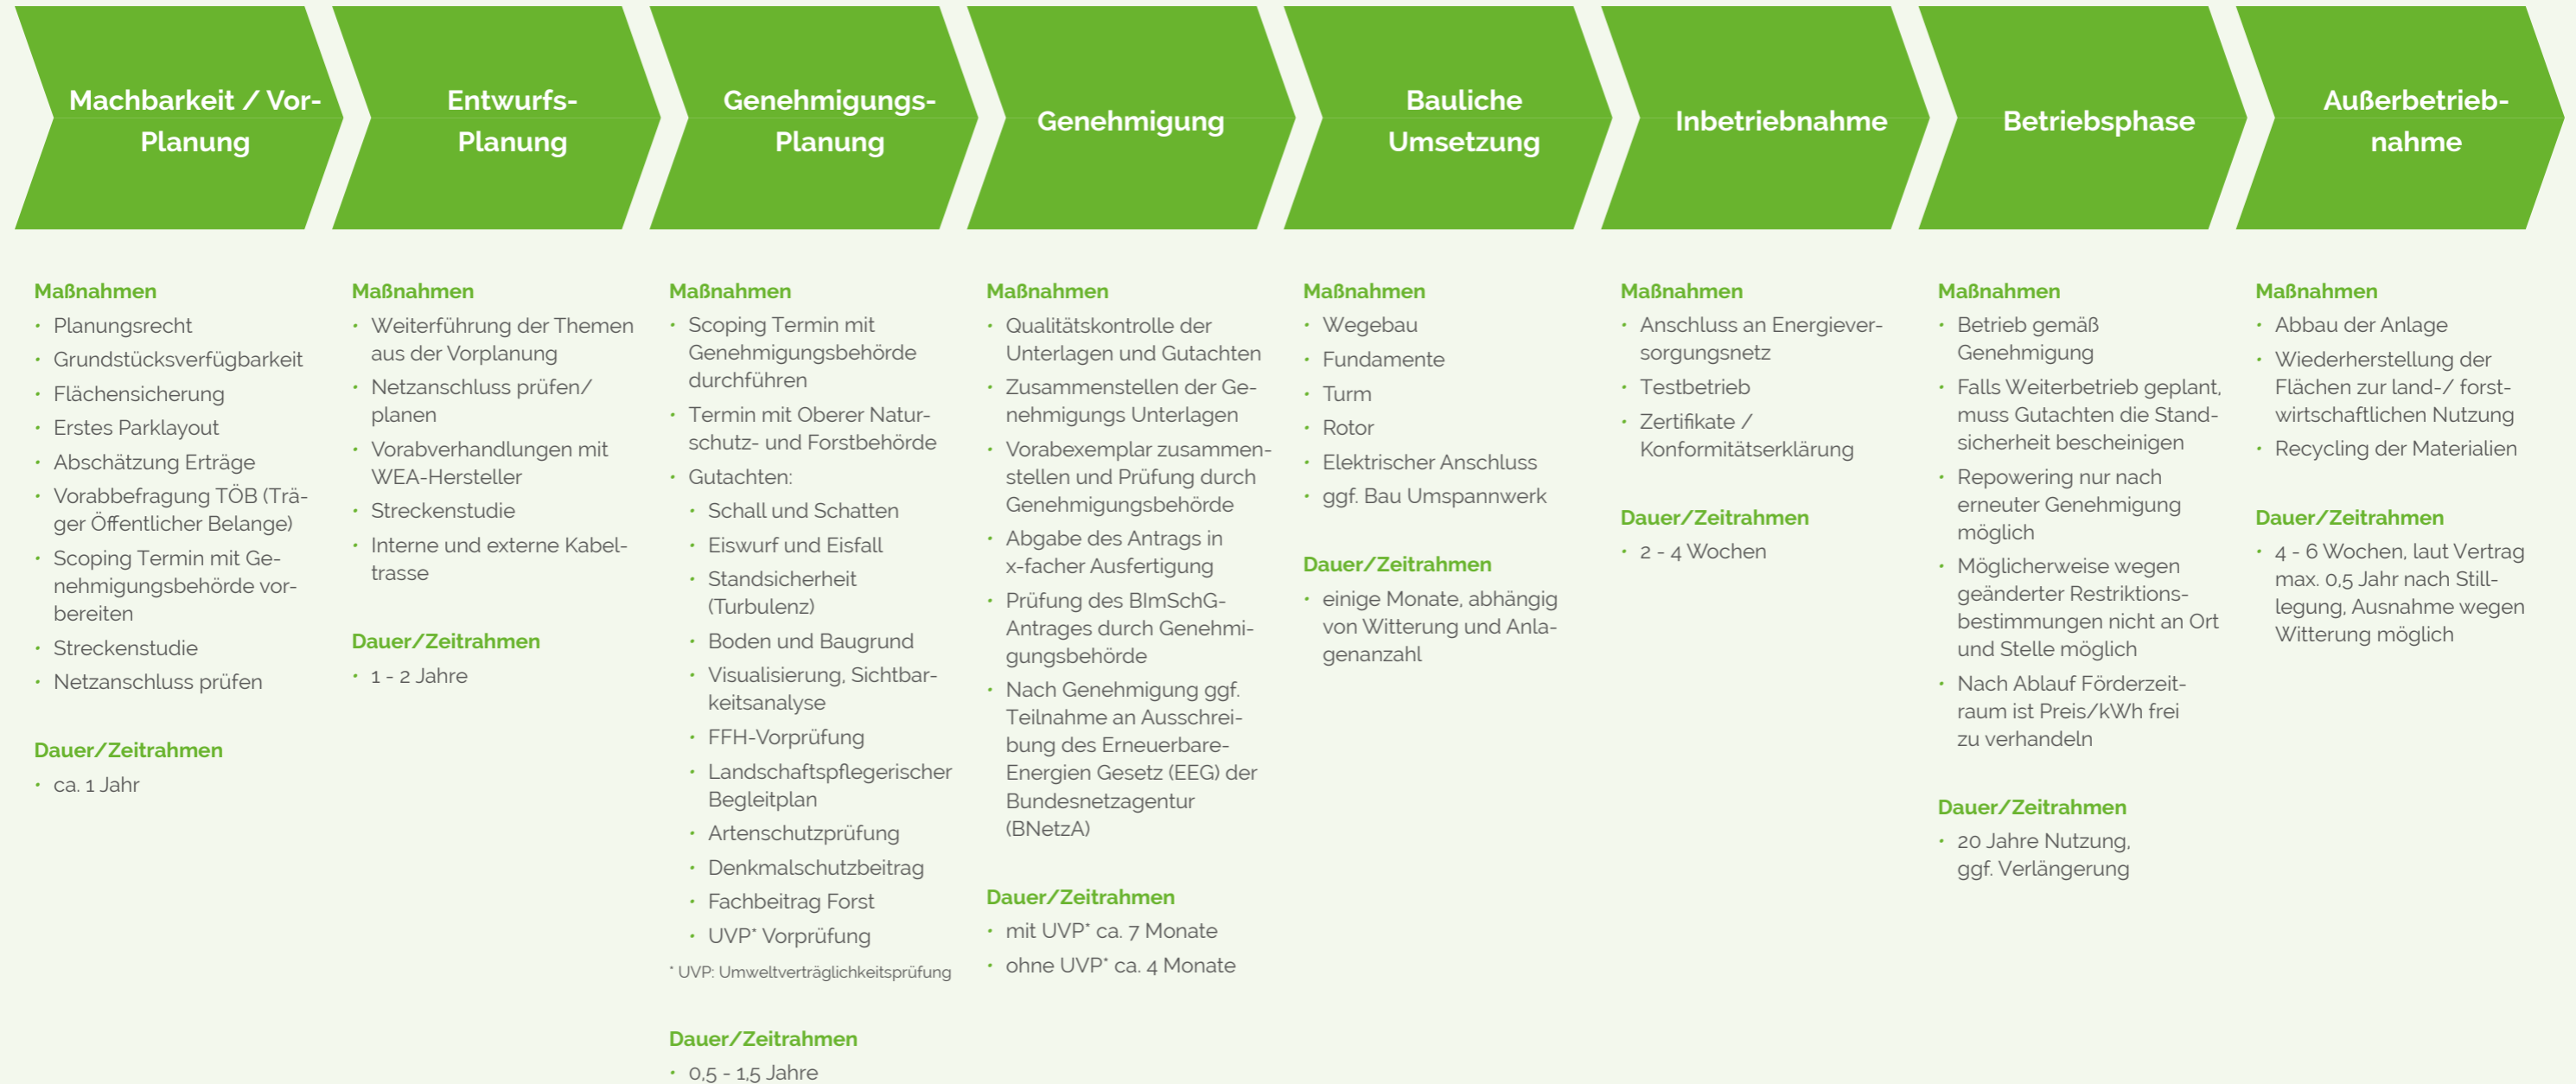 Machbarkeit / Vor-
Planung
Entwurfs-
Planung
Genehmigungs-
Planung
Genehmigung
Bauliche
Umsetzung
Inbetriebnahme
Betriebsphase
Außerbetrieb-
nahme
Maßnahmen
• Planungsrecht
• Grundstücksverfügbarkeit
• Flächensicherung
• Erstes Parklayout
• Abschätzung Erträge
• Vorabbefragung TÖB (Trä-
ger Öffentlicher Belange)
• Scoping Termin mit Ge-
nehmigungsbehörde vor-
bereiten
• Streckenstudie
• Netzanschluss prüfen
Dauer/Zeitrahmen
• ca. 1 Jahr
Maßnahmen
• Weiterführung der Themen
aus der Vorplanung
• Netzanschluss prüfen/
planen
• Vorabverhandlungen mit
WEA-Hersteller
• Streckenstudie
• Interne und externe Kabel-
trasse
Dauer/Zeitrahmen
• 1 - 2 Jahre
Maßnahmen
• Scoping Termin mit
Genehmigungsbehörde
durchführen
• Termin mit Oberer Natur-
schutz- und Forstbehörde
• Gutachten:
• Schall und Schatten
• Eiswurf und Eisfall
• Standsicherheit
(Turbulenz)
• Boden und Baugrund
• Visualisierung, Sichtbar-
keitsanalyse
• FFH-Vorprüfung
• Landschaftspflegerischer
Begleitplan
• Artenschutzprüfung
• Denkmalschutzbeitrag
• Fachbeitrag Forst
• UVP* Vorprüfung
* UVP: Umweltverträglichkeitsprüfung
Dauer/Zeitrahmen
• 0,5 - 1,5 Jahre
Maßnahmen
• Qualitätskontrolle der
Unterlagen und Gutachten
• Zusammenstellen der Ge-
nehmigungs Unterlagen
• Vorabexemplar zusammen-
stellen und Prüfung durch
Genehmigungsbehörde
• Abgabe des Antrags in
x-facher Ausfertigung
• Prüfung des BImSchG-
Antrages durch Genehmi-
gungsbehörde
• Nach Genehmigung ggf.
Teilnahme an Ausschrei-
bung des Erneuerbare-
Energien Gesetz (EEG) der
Bundesnetzagentur
(BNetzA)
Dauer/Zeitrahmen
• mit UVP* ca. 7 Monate
• ohne UVP* ca. 4 Monate
Maßnahmen
• Wegebau
• Fundamente
• Turm
• Rotor
• Elektrischer Anschluss
• ggf. Bau Umspannwerk
Dauer/Zeitrahmen
• einige Monate, abhängig
von Witterung und Anla-
genanzahl
Maßnahmen
• Anschluss an Energiever-
sorgungsnetz
• Testbetrieb
• Zertifikate /
Konformitätserklärung
Dauer/Zeitrahmen
• 2 - 4 Wochen
Maßnahmen
• Betrieb gemäß
Genehmigung
• Falls Weiterbetrieb geplant,
muss Gutachten die Stand-
sicherheit bescheinigen
• Repowering nur nach
erneuter Genehmigung
möglich
• Möglicherweise wegen
geänderter Restriktions-
bestimmungen nicht an Ort
und Stelle möglich
• Nach Ablauf Förderzeit-
raum ist Preis/kWh frei
zu verhandeln
Dauer/Zeitrahmen
• 20 Jahre Nutzung,
ggf. Verlängerung
Maßnahmen
• Abbau der Anlage
• Wiederherstellung der
Flächen zur land-/ forst-
wirtschaftlichen Nutzung
• Recycling der Materialien
Dauer/Zeitrahmen
• 4 - 6 Wochen, laut Vertrag
max. 0,5 Jahr nach Still-
legung, Ausnahme wegen
Witterung möglich